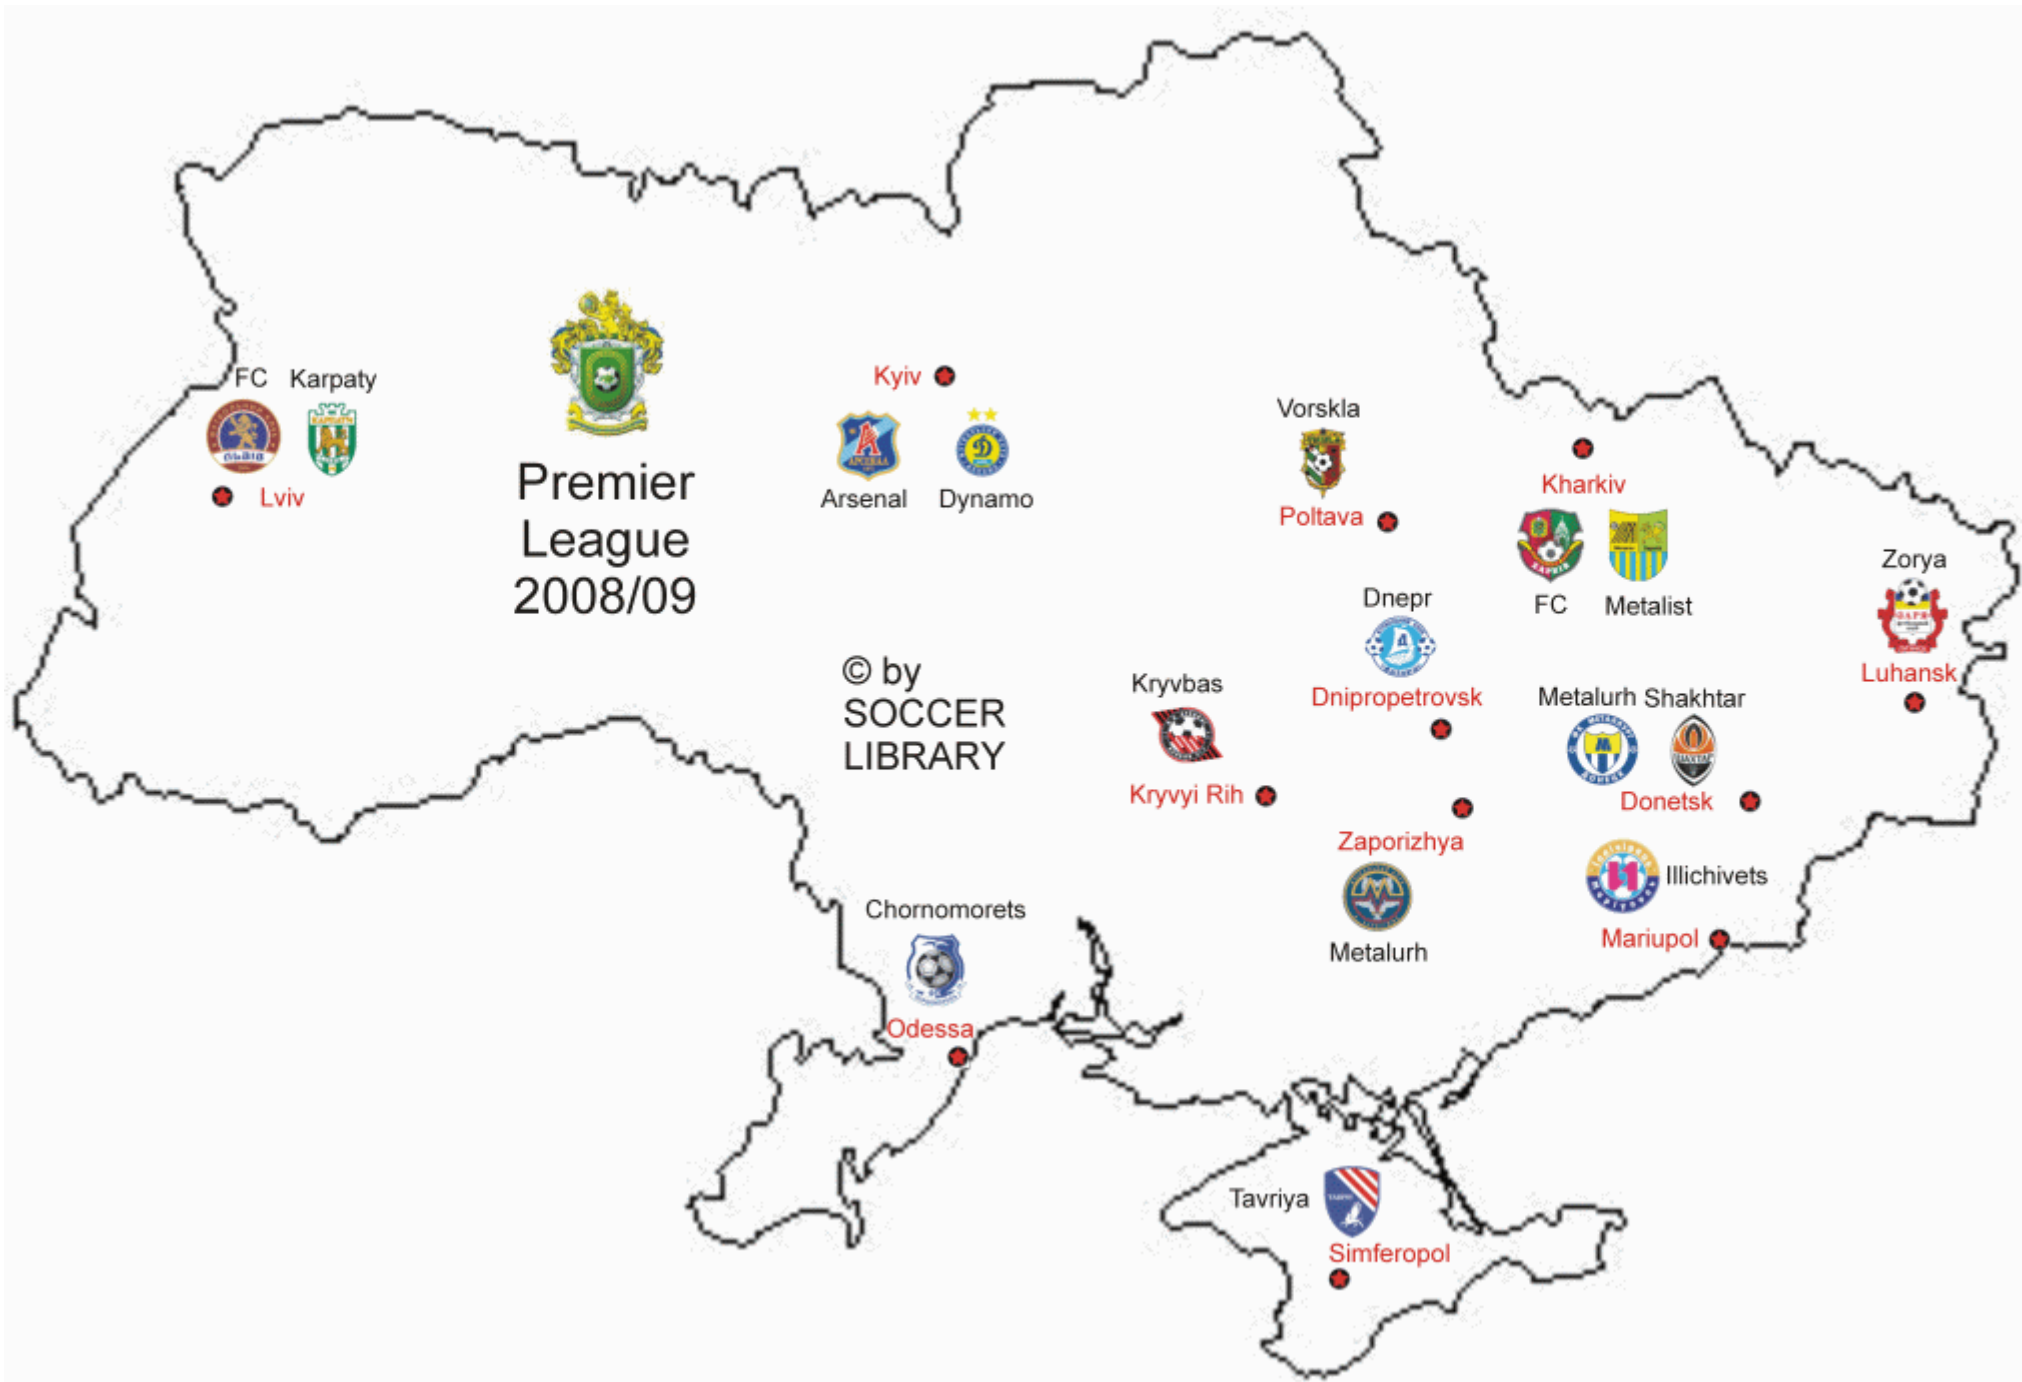 FC Karpaty
Lviv
Premier
League
2008/09
Kyiv
Arsenal Dynamo
© by
SOCCER
LIBRARY
Vorskla
Poltava
Kharkiv
FC Metalist
Zorya
Luhansk
Dnepr
Dnipropetrovsk
Kryvbas
Kryvyi Rih
Metalurh Shakhtar
Donetsk
Zaporizhya
Metalurh
Illichivets
Mariupol
Chornomorets
Odessa
Tavriya
Simferopol